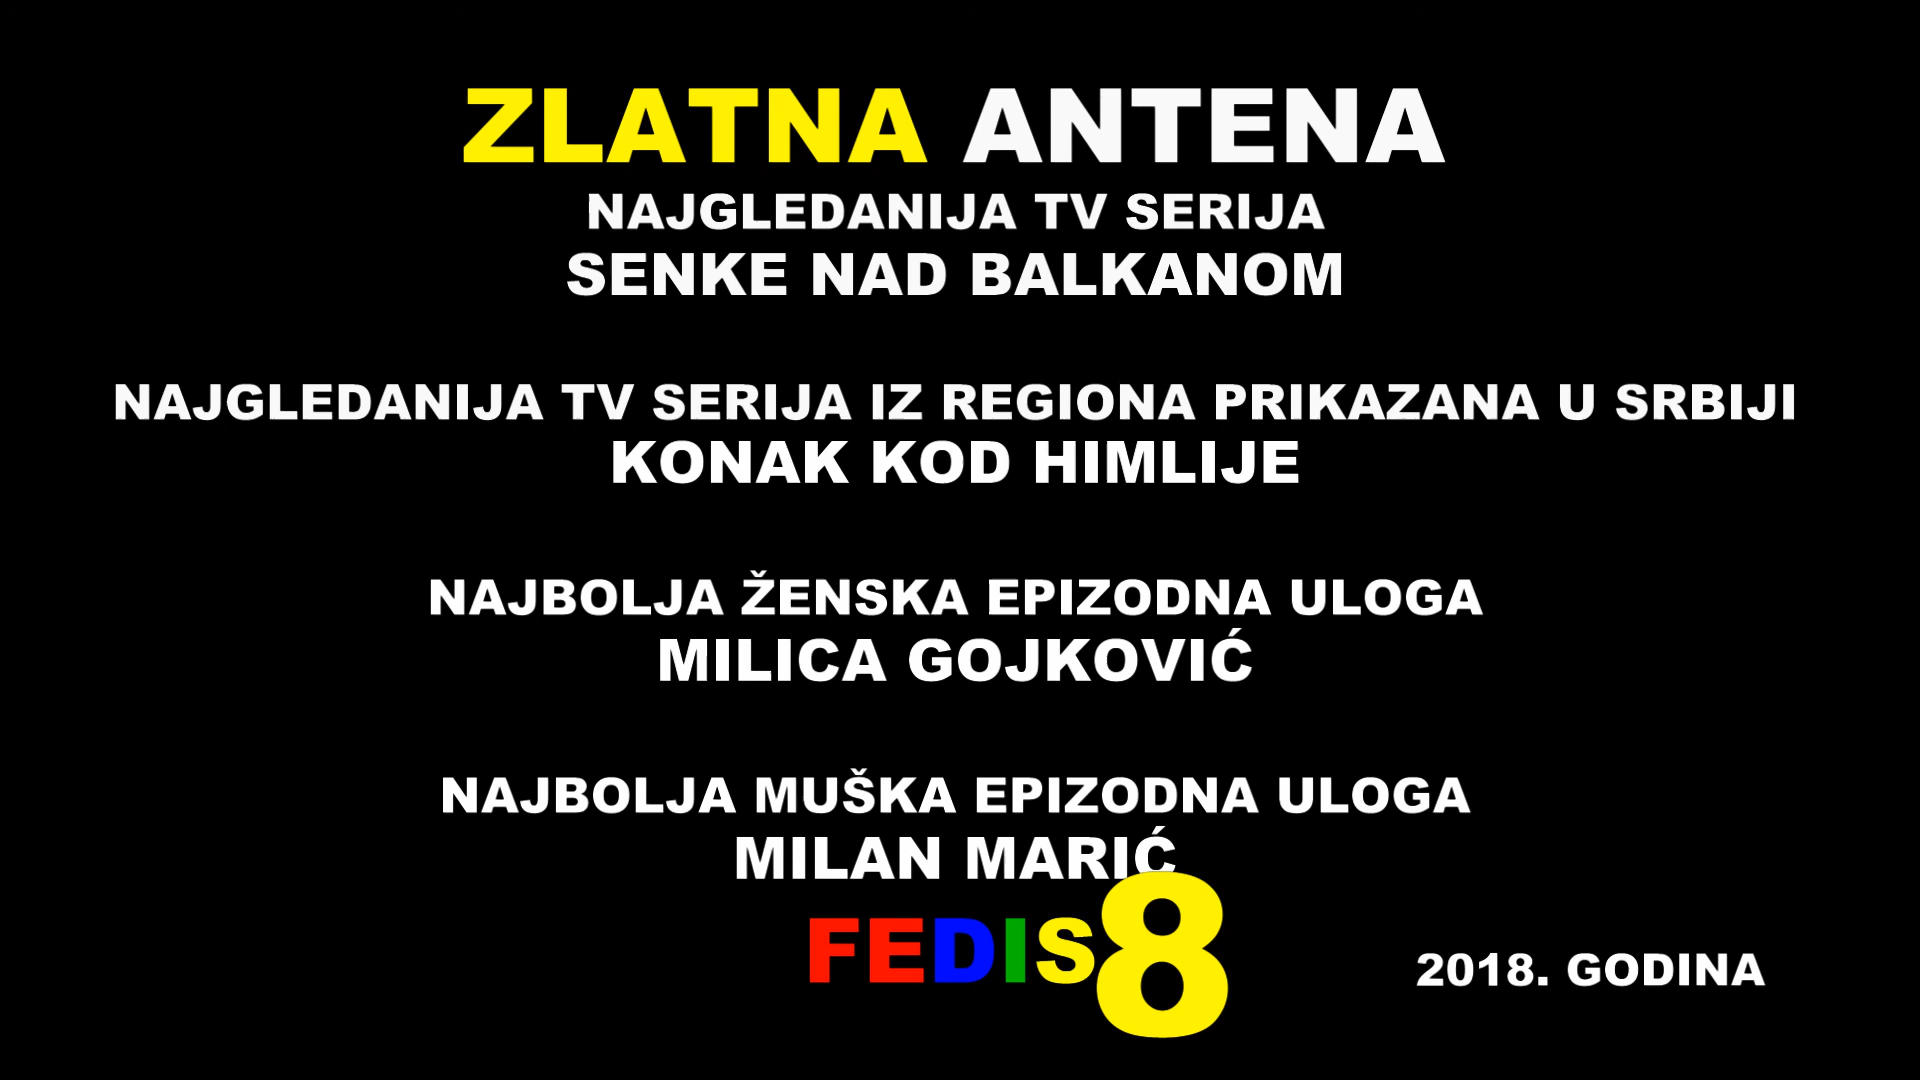 ZLATNA ANTENA
NAJGLEDANIJA TV SERIJA
SENKE NAD BALKANOM
NAJGLEDANIJA TV SERIJA IZ REGIONA PRIKAZANA U SRBIJI
KONAK KOD HIMLIJE
NAJBOLJA ŽENSKA EPIZODNA ULOGA
MILICA GOJKOVIĆ
NAJBOLJA MUŠKA EPIZODNA ULOGA
MILAN MARIĆ
FEDIS8
2018. GODINA